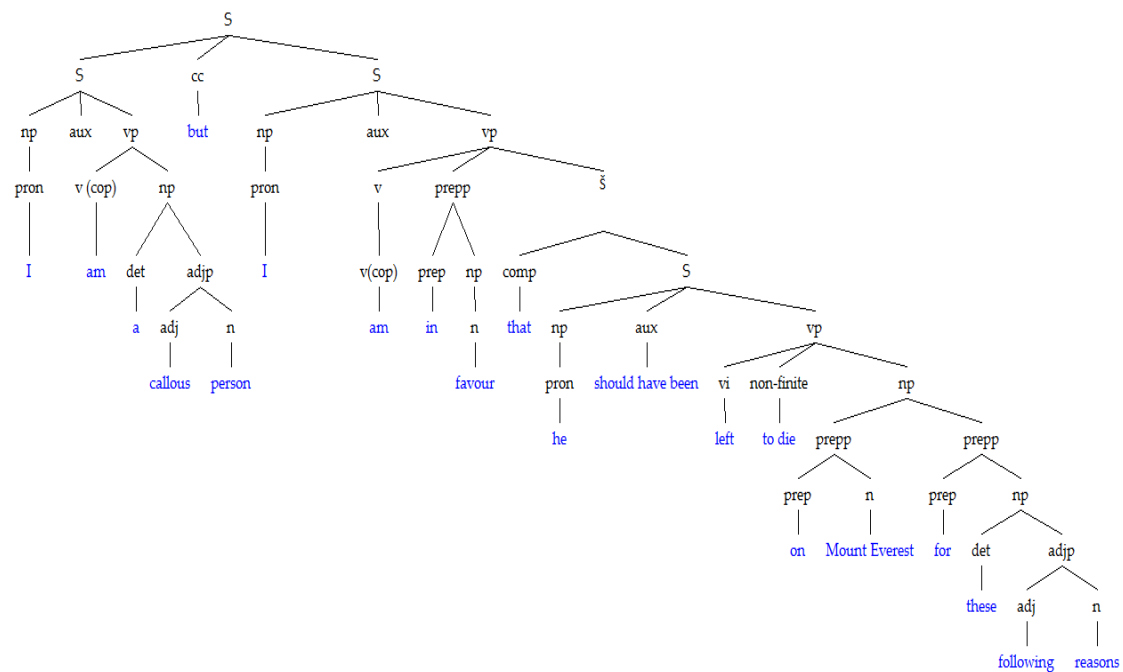 S
S cc S
np aux vp but np aux vp
pron v (cop) np pron v prepp š
I am det adjp I v(cop) prep np comp S
a adj n am in n that np aux vp
callous person favour pron should have been vi non-finite np
he left to die prepp prepp
prep n prep np
on Mount Everest for det adjp
these adj n
following reasons